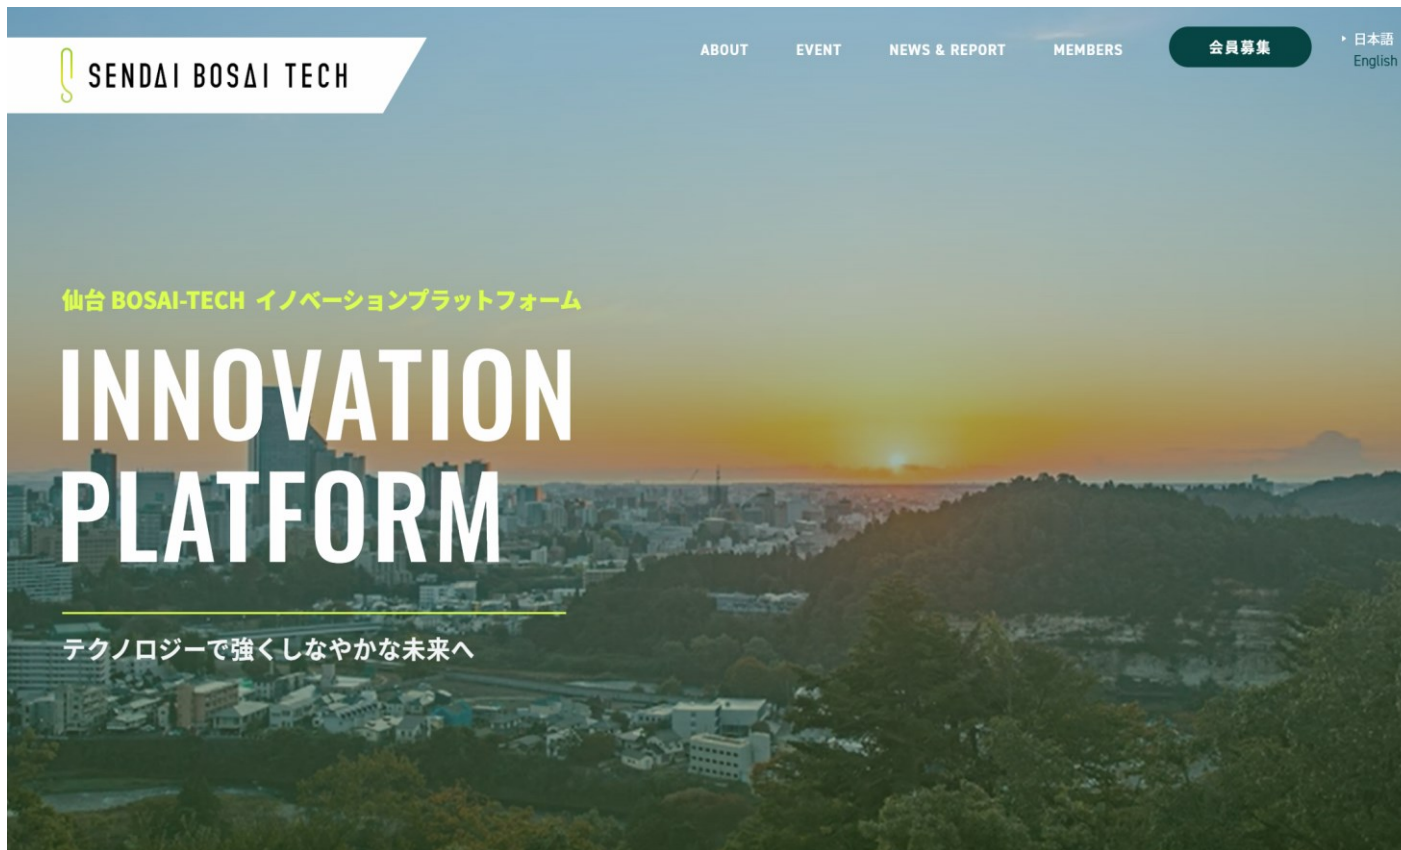 SENDAI BOSAI TECH
ABOUT
EVENT
NEWS & REPORT
MEMBERS
会員募集
日本語
English
仙台 BOSAI-TECH イノベーションプラットフォーム
INNOVATION
PLATFORM
テクノロジーで強くしなやかな未来へ